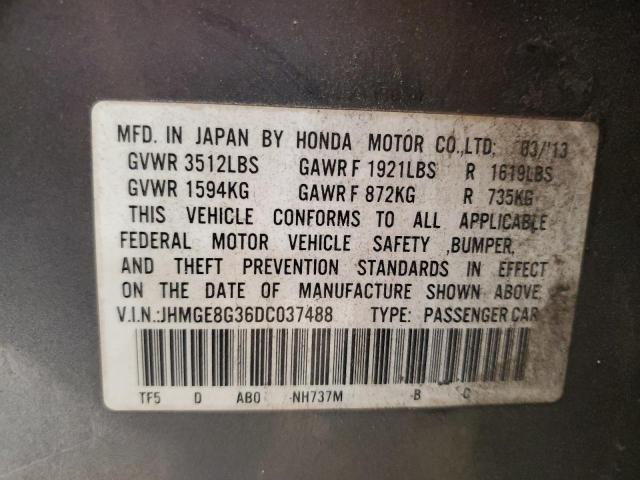 MFD. IN JAPAN BY HONDA MOTOR CO.,LTD; 03/'13
GVWR 3512LBS GAWR F 1921LBS R 1619LBS
GVWR 1594KG GAWR F 872KG R 735KG
THIS VEHICLE CONFORMS TO ALL APPLICABLE
FEDERAL MOTOR VEHICLE SAFETY ,BUMPER,
AND THEFT PREVENTION STANDARDS IN EFFECT
ON THE DATE OF MANUFACTURE SHOWN ABOVE.
V.I.N.:JHMGE8G36DC037488 TYPE: PASSENGER CAR
TF5 D AB0 -NH737M -B C